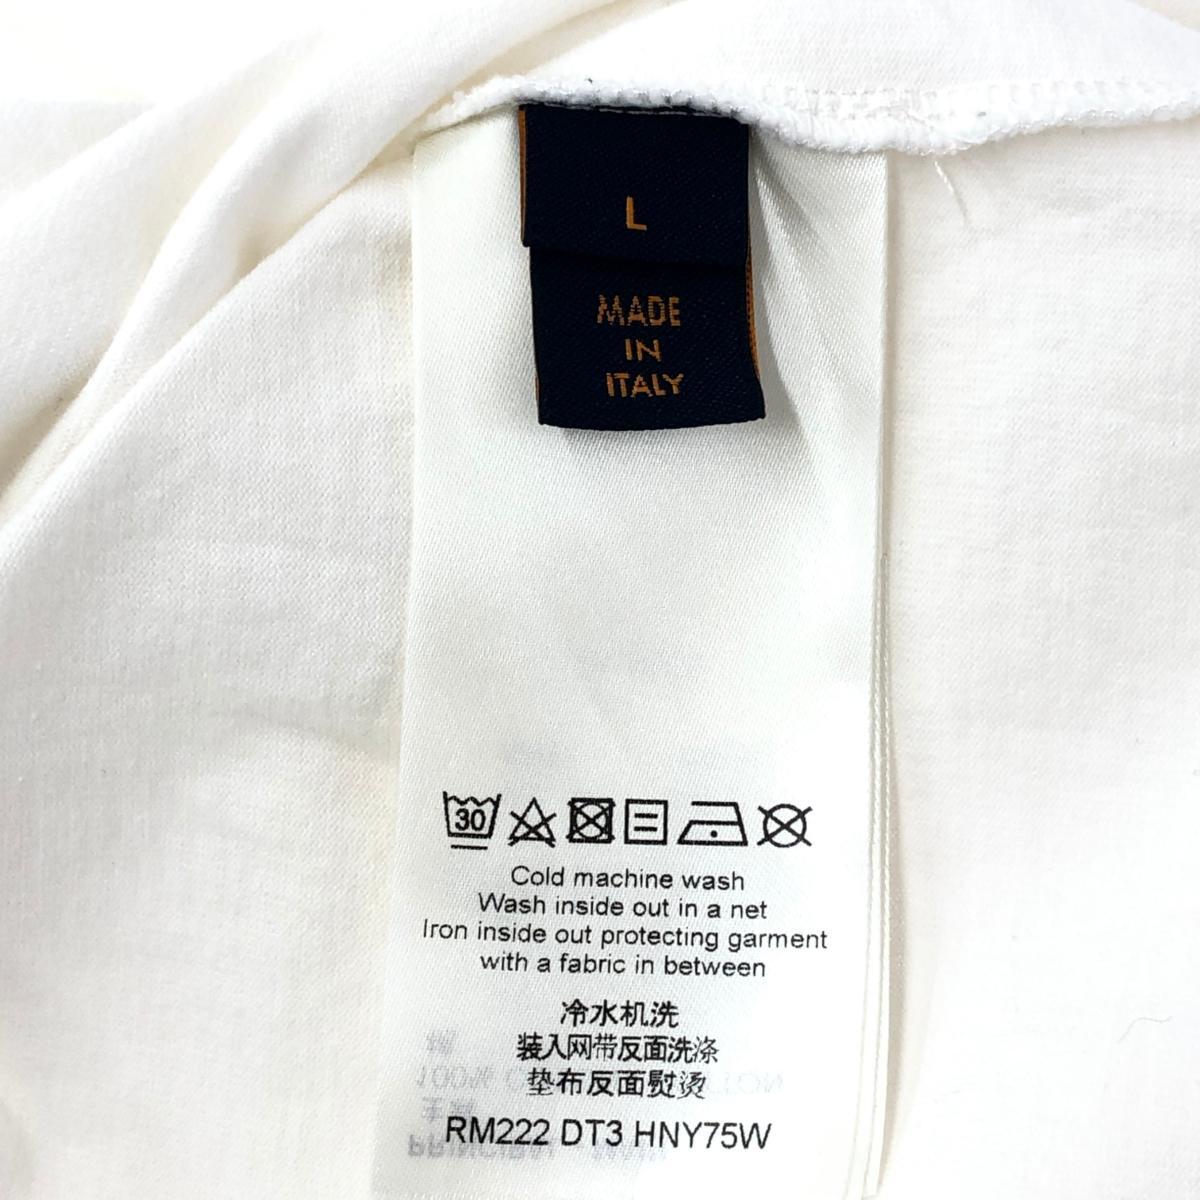 L
MADE
IN
ITALY
30
Cold machine wash
Wash inside out in a net
Iron inside out protecting garment
with a fabric in between
冷水机洗
装入网带反面洗涤
垫布反面熨烫
RM222 DT3 HNY75W